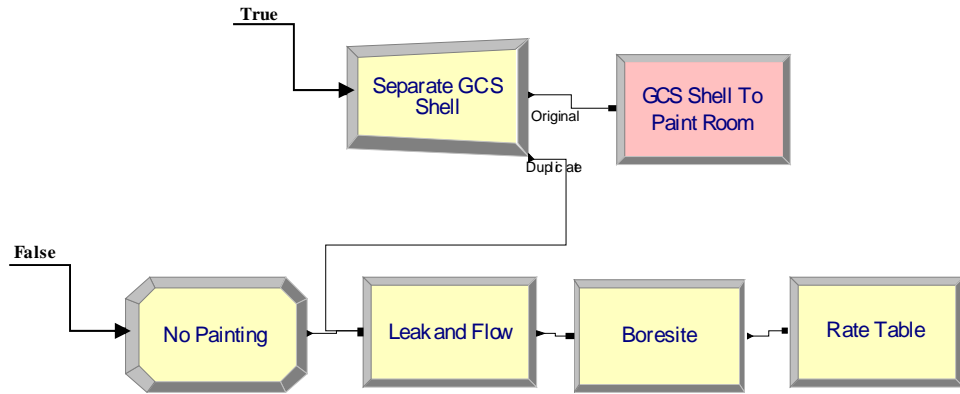 True
Separate GCS
Shell
Original
Duplicate
GCS Shell To
Paint Room
False
No Painting
Leak and Flow
Boresite
Rate Table